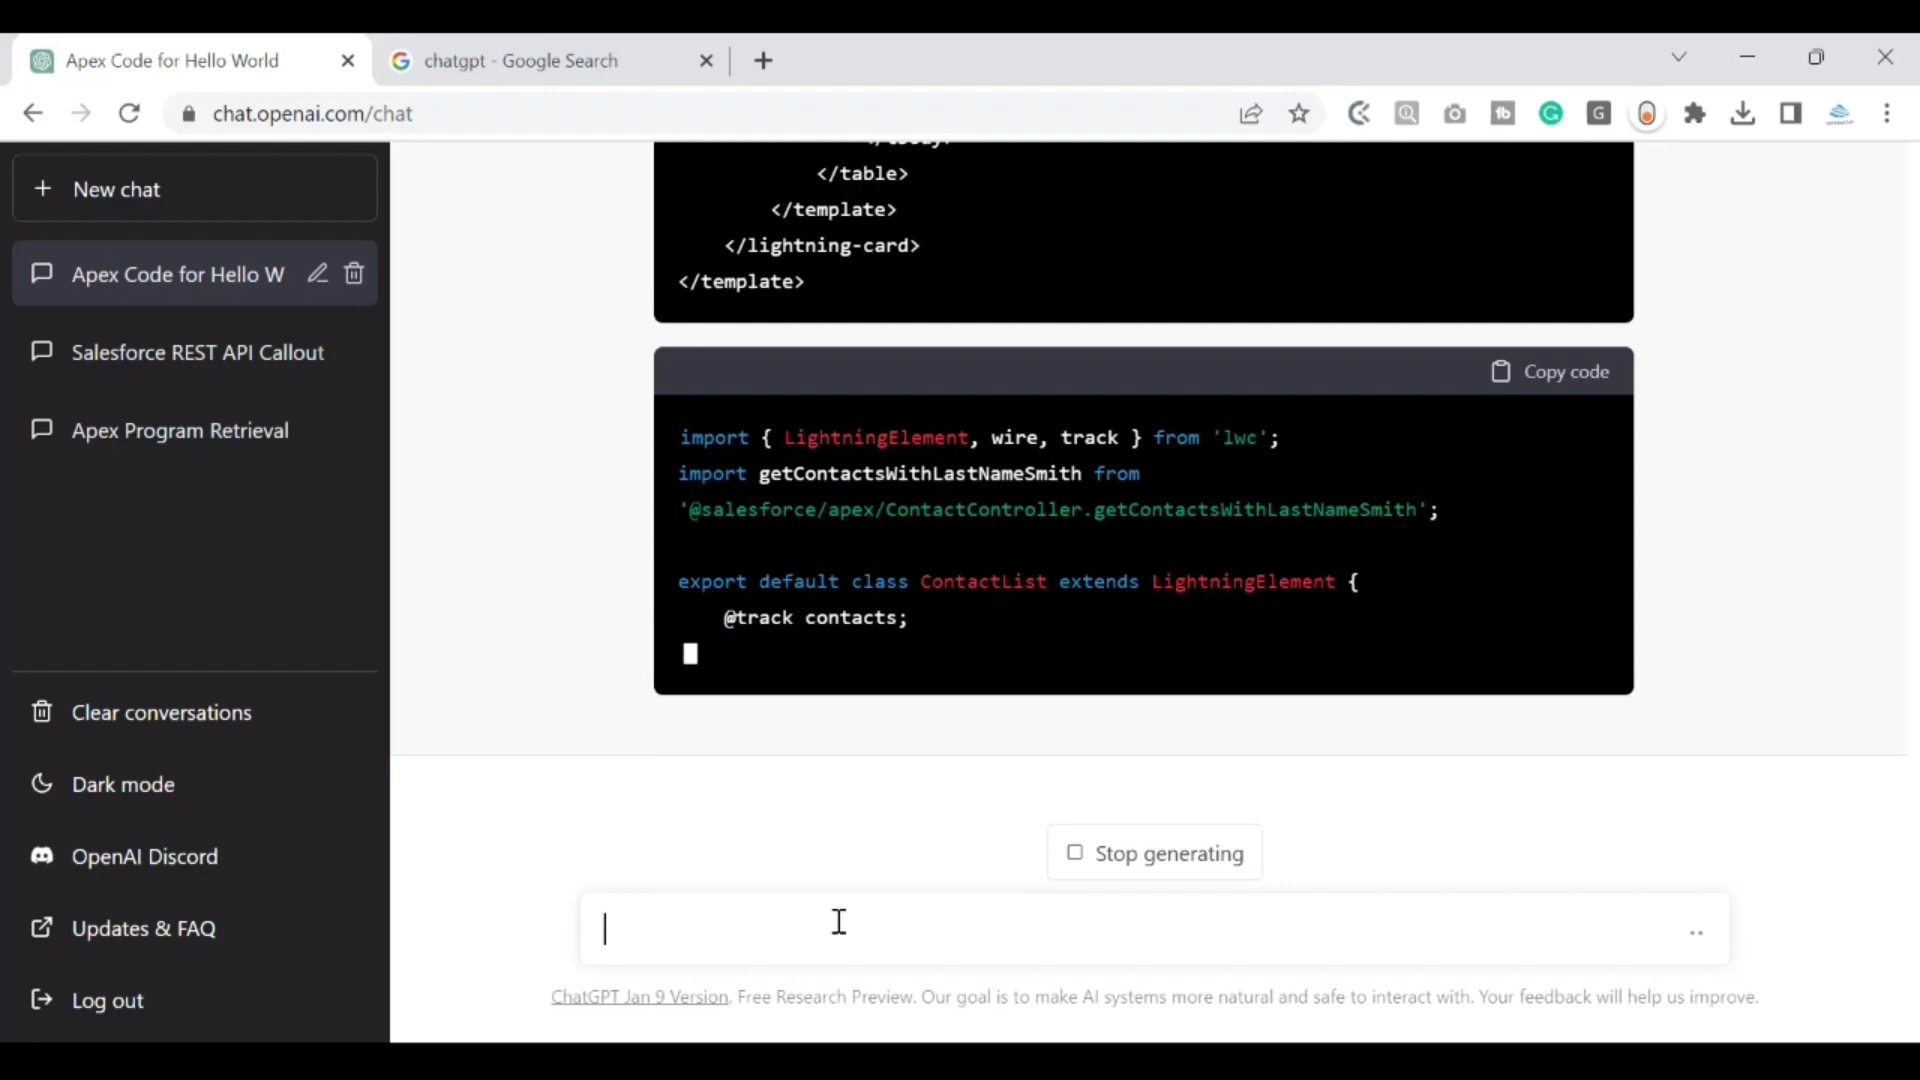 Apex Code for Hello World
chatgpt - Google Search
chat.openai.com/chat
New chat
Apex Code for Hello W
Salesforce REST API Callout
Apex Program Retrieval
Clear conversations
Dark mode
OpenAI Discord
Updates & FAQ
Log out
</table>
</template>
</lightning-card>
</template>
Copy code
import { LightningElement, wire, track } from 'lwc';
import getContactsWithLastNameSmith from
'@salesforce/apex/ContactController.getContactsWithLastNameSmith';
export default class ContactList extends LightningElement {
@track contacts;
Stop generating
ChatGPT Jan 9 Version. Free Research Preview. Our goal is to make AI systems more natural and safe to interact with. Your feedback will help us improve.